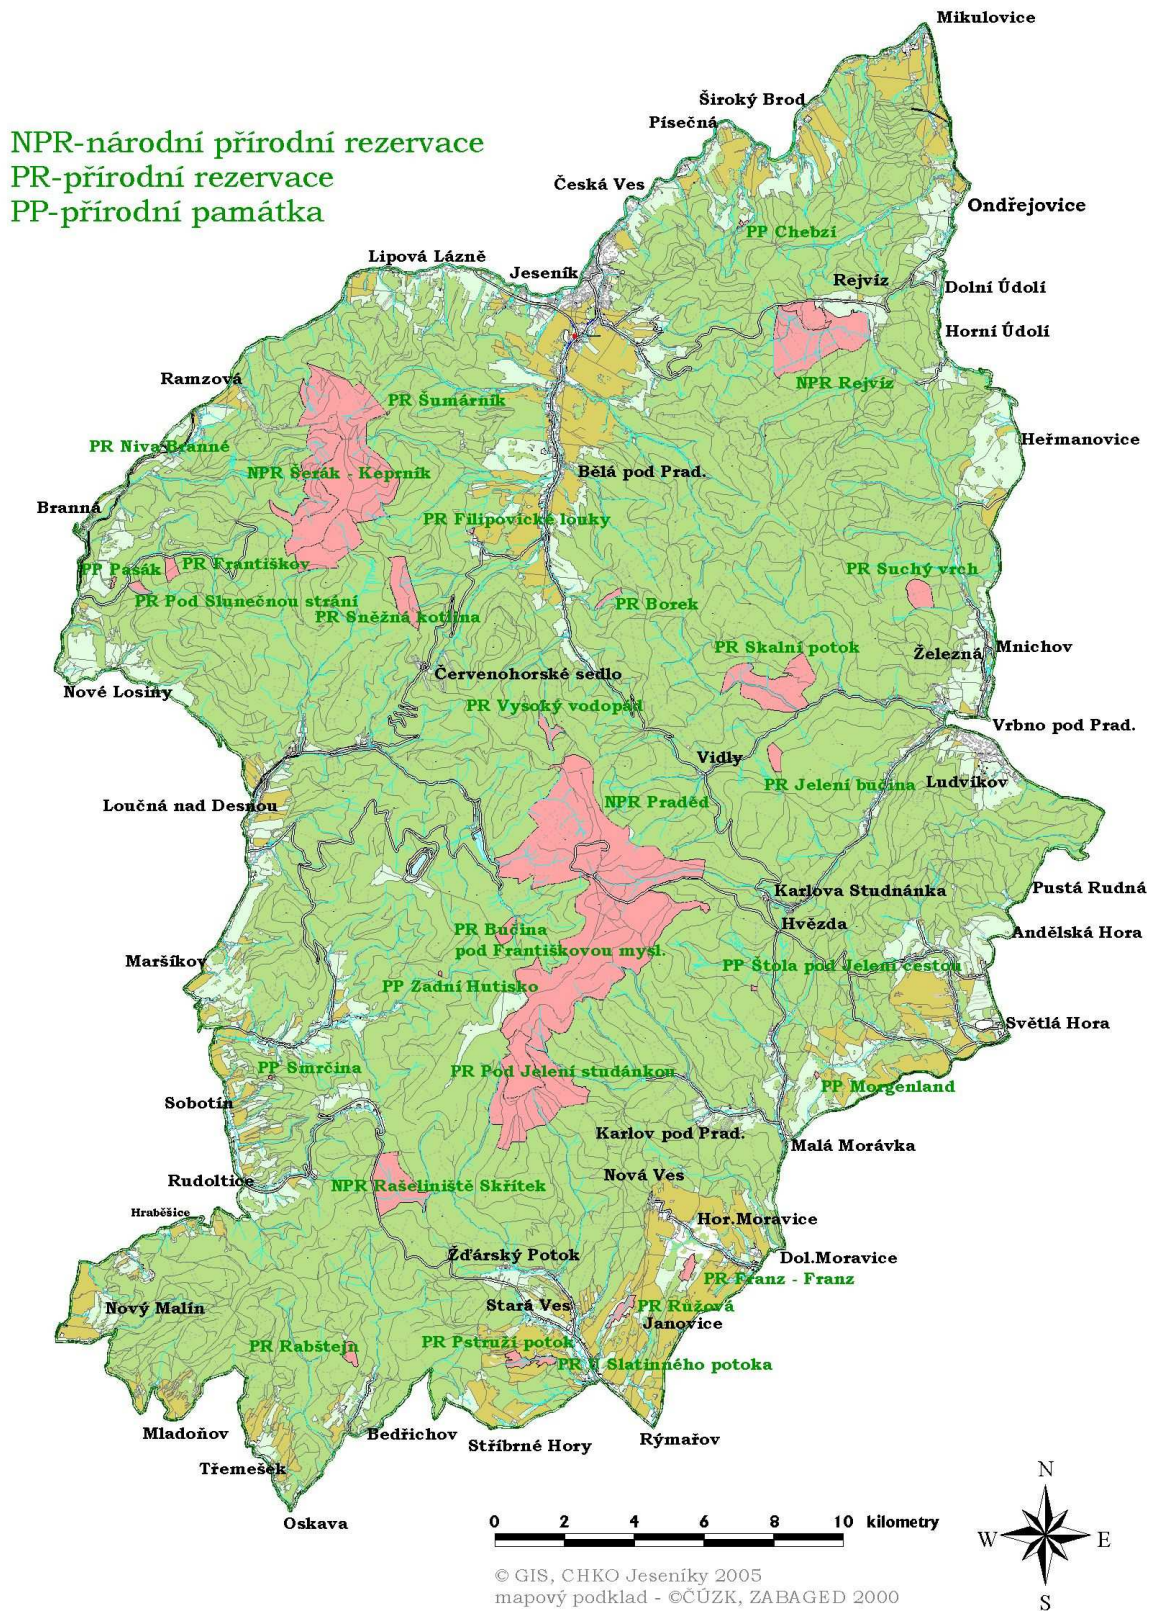 Mikulovice
Široký Brod
Písečná
NPR-národní přírodní rezervace
PR-přírodní rezervace
PP-přírodní památka
Česká Ves
Ondřejovice
PP Chebzí
Lipová Lázně
Jeseník
Rejvíz
Dolní Údolí
Horní Údolí
Ramzová
NPR Rejvíz
PR Šumárník
Heřmanovice
PR Niva Branné
NPR Šerák - Keprník
Bělá pod Prad.
Branná
PR Filipovické louky
PP Pasák
PR Františkov
PR Suchý vrch
PR Pod Slunečnou strání
PR Borek
PR Sněžná kotlina
PR Skalní potok
Železná
Mnichov
Červenohorské sedlo
Nové Losiny
PR Vysoký vodopád
Vrbno pod Prad.
Vidly
PR Jelení bučina
Ludvíkov
Loučná nad Desnou
NPR Praděd
Karlova Studnánka
Pustá Rudná
Hvězda
PR Bučina
pod Františkovou mysl.
Andělská Hora
Maršíkov
PP Štola pod Jelení cestou
PP Zadní Hutisko
Světlá Hora
PP Smrčina
PR Pod Jelení studánkou
PP Morgenland
Sobotín
Karlov pod Prad.
Malá Morávka
Rudoltice
NPR Rašeliniště Skřítek
Nová Ves
Hraběšice
Hor.Moravice
Žďárský Potok
Dol.Moravice
PR Franz - Franz
Nový Malín
Stará Ves
PR Růžová
Janovice
PR Rabštejn
PR Pstruží potok
PR U Slatinného potoka
Mladoňov
Bedřichov
Stříbrné Hory
Rýmařov
Třemešek
Oskava
0 2 4 6 8 10 kilometry
N
W E
S
© GIS, CHKO Jeseníky 2005
mapový podklad - ©ČÚZK, ZABAGED 2000